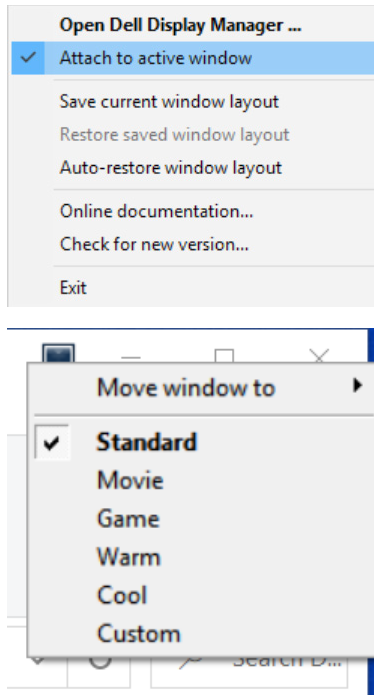 Open Dell Display Manager ...
Attach to active window
Save current window layout
Restore saved window layout
Auto-restore window layout
Online documentation...
Check for new version...
Exit
Move window to
Standard
Movie
Game
Warm
Cool
Custom
Search D...